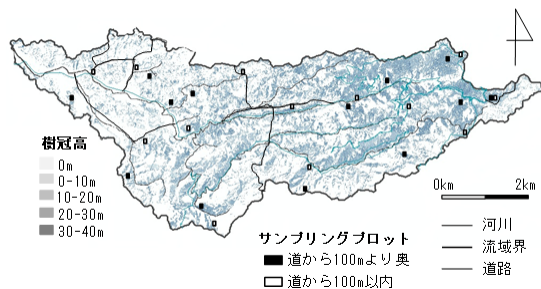 樹冠高
0m
0-10m
10-20m
20-30m
30-40m
0km 2km
サンプリングプロット
道から100mより奥
道から100m以内
河川
流域界
道路